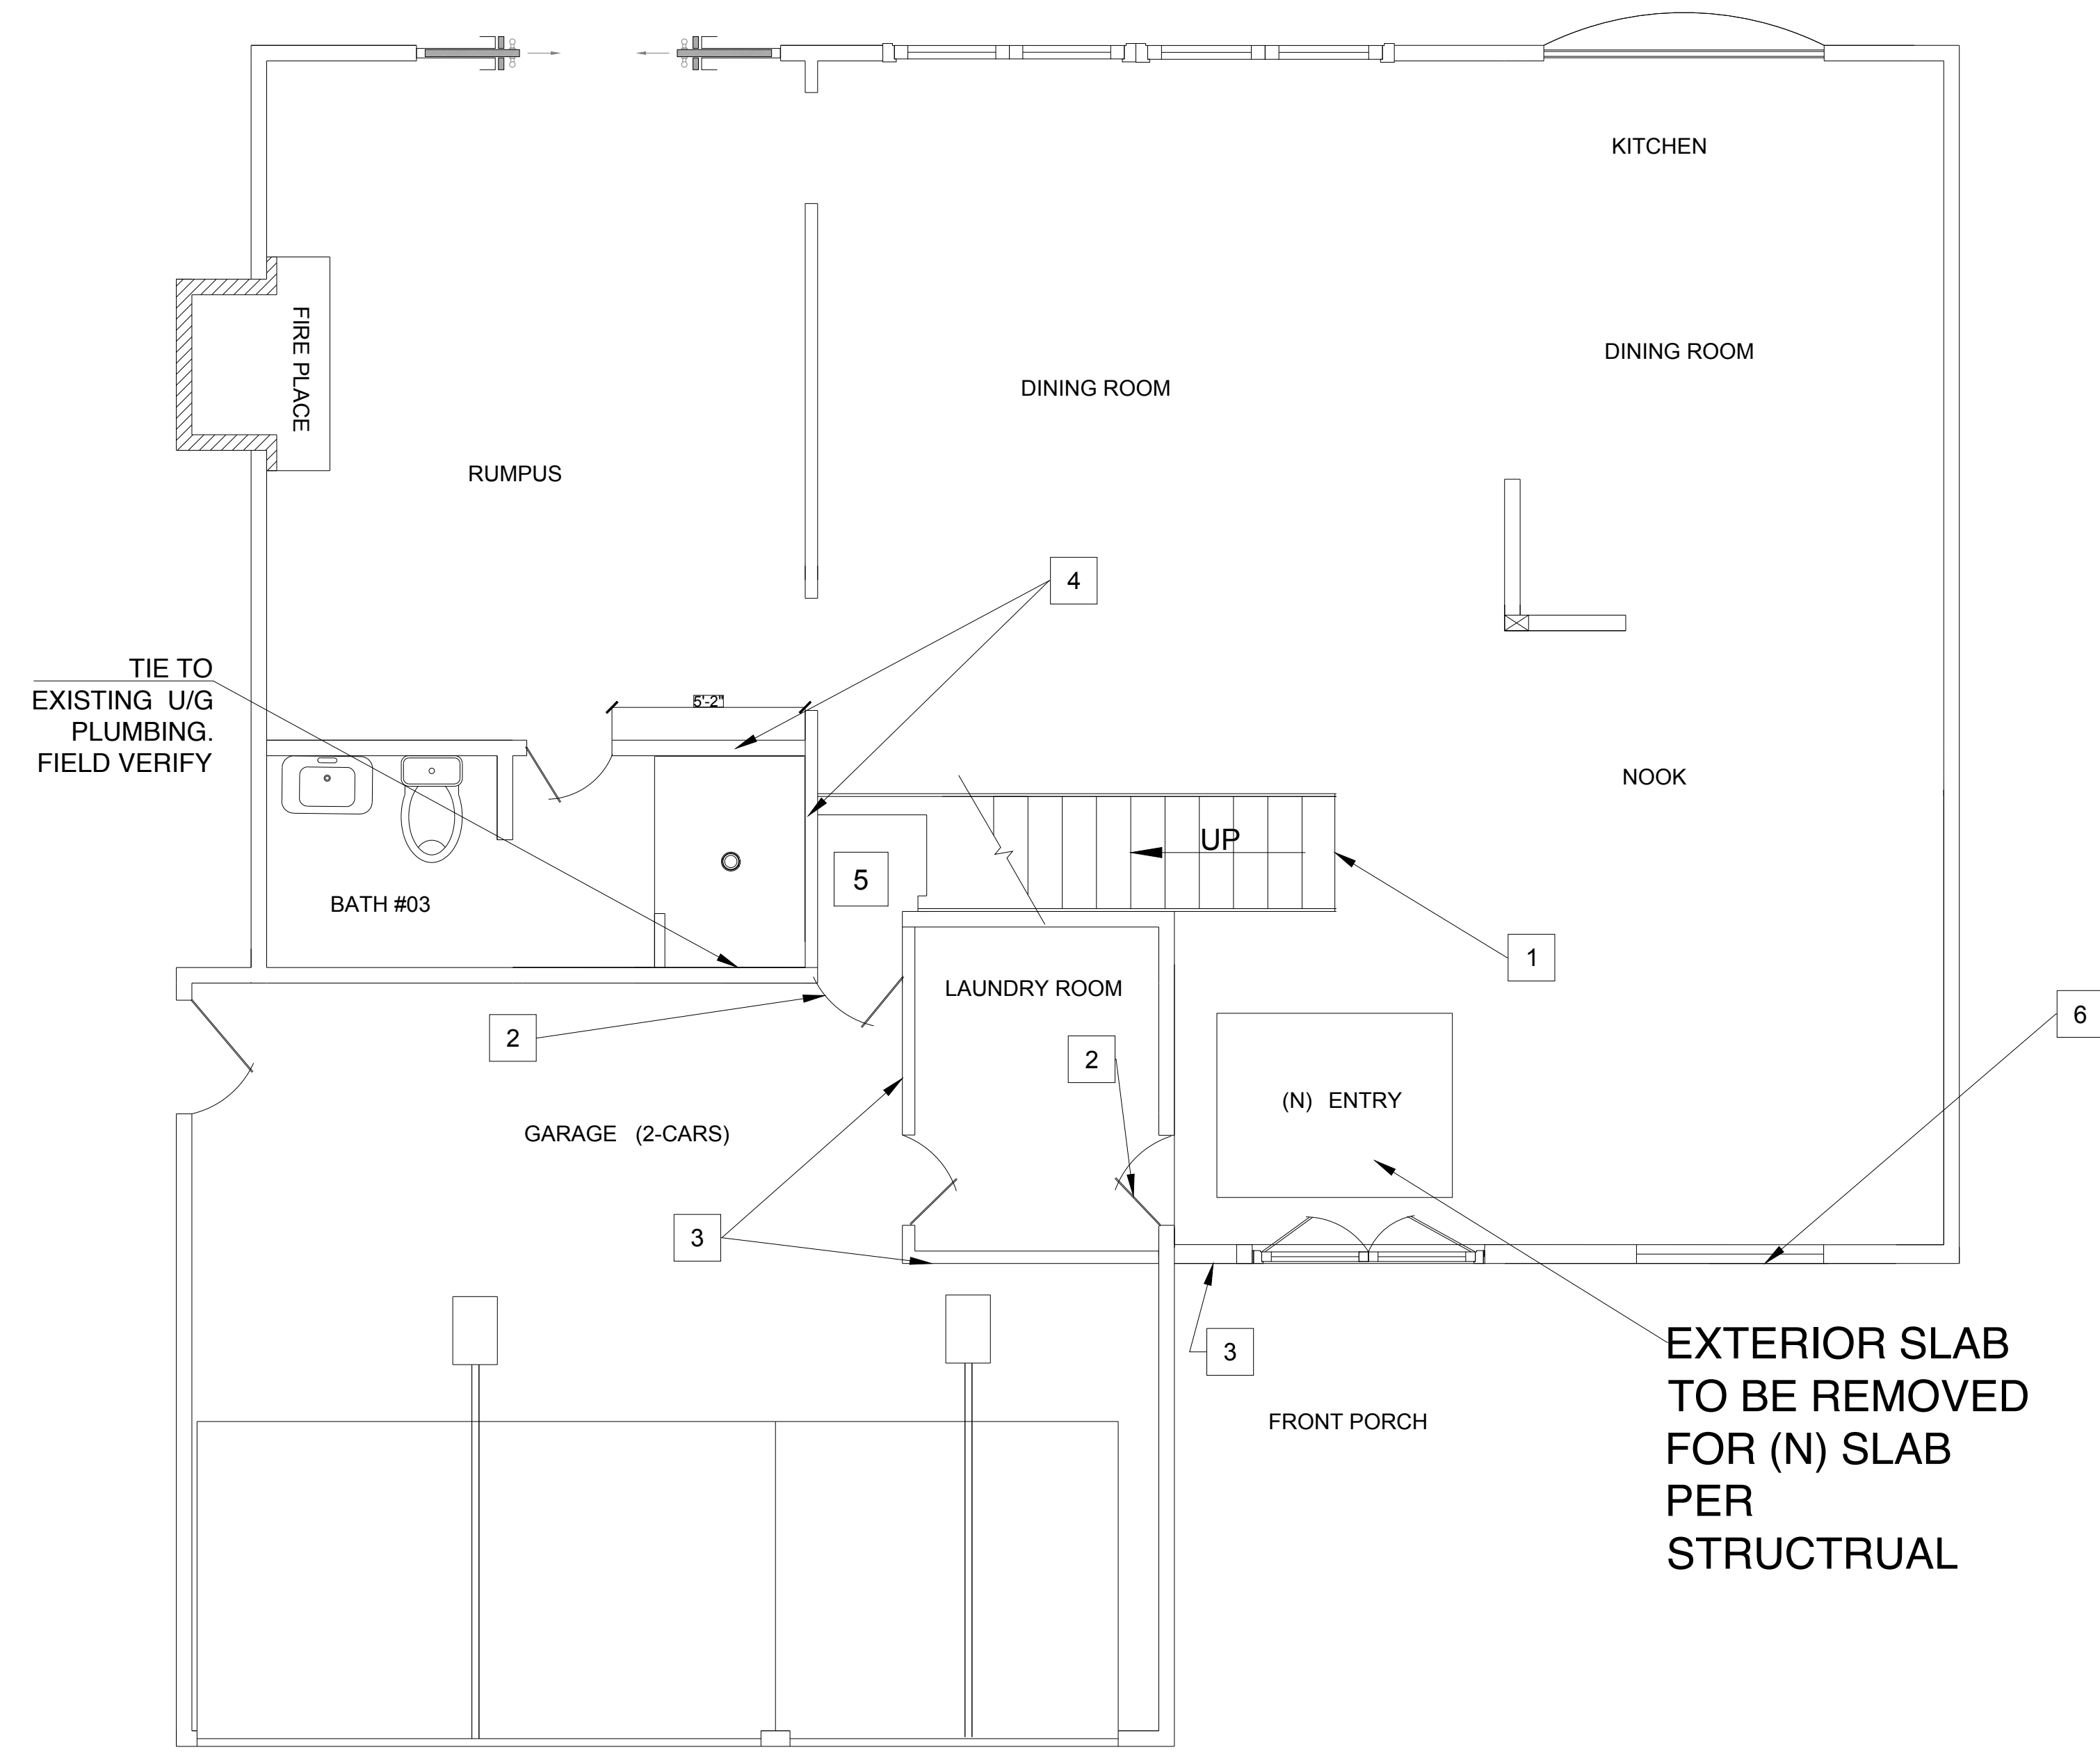 KITCHEN
DINING ROOM
DINING ROOM
FIRE PLACE
RUMPUS
4
TIE TO
EXISTING U/G
PLUMBING.
FIELD VERIFY
5'-2"
NOOK
UP
5
BATH #03
1
LAUNDRY ROOM
6
2
2
(N) ENTRY
GARAGE (2-CARS)
3
3
EXTERIOR SLAB
TO BE REMOVED
FOR (N) SLAB
PER
STRUCTRUAL
FRONT PORCH